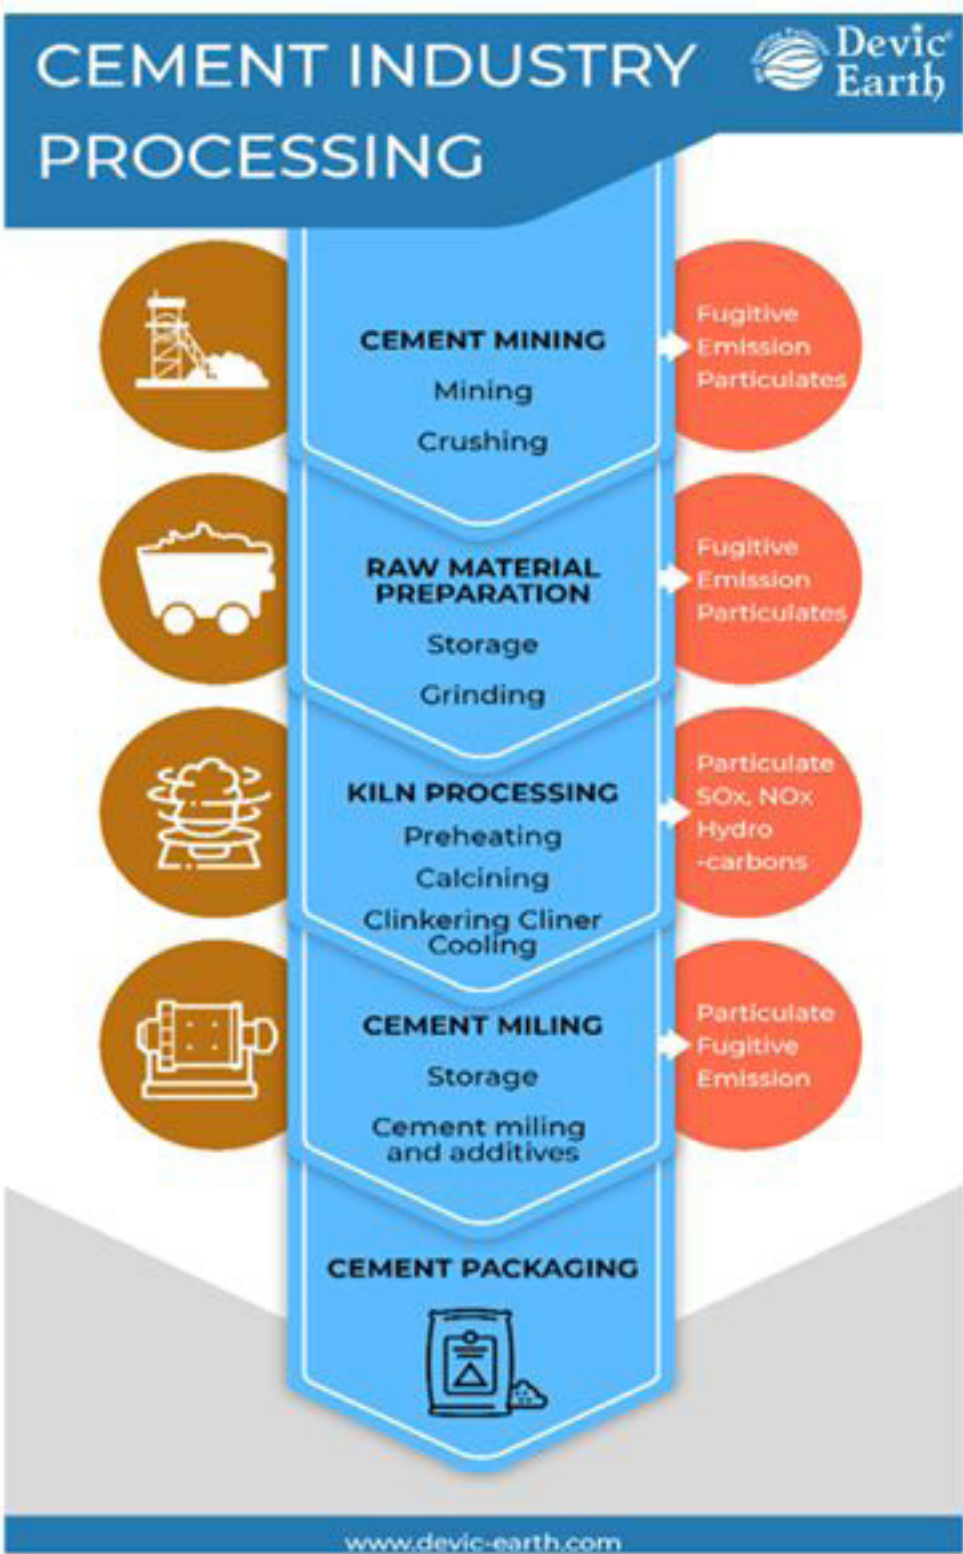 CEMENT INDUSTRY
PROCESSING
Devic
Earth
CEMENT MINING
Mining
Crushing
Fugitive
Emission
Particulates
RAW MATERIAL
PREPARATION
Storage
Grinding
Fugitive
Emission
Particulates
KILN PROCESSING
Preheating
Calcining
Clinkering Cliner
Cooling
Particulate
SOx, NOx
Hydro
-carbons
CEMENT MILING
Storage
Cement miling
and additives
Particulate
Fugitive
Emission
CEMENT PACKAGING
www.devic-earth.com